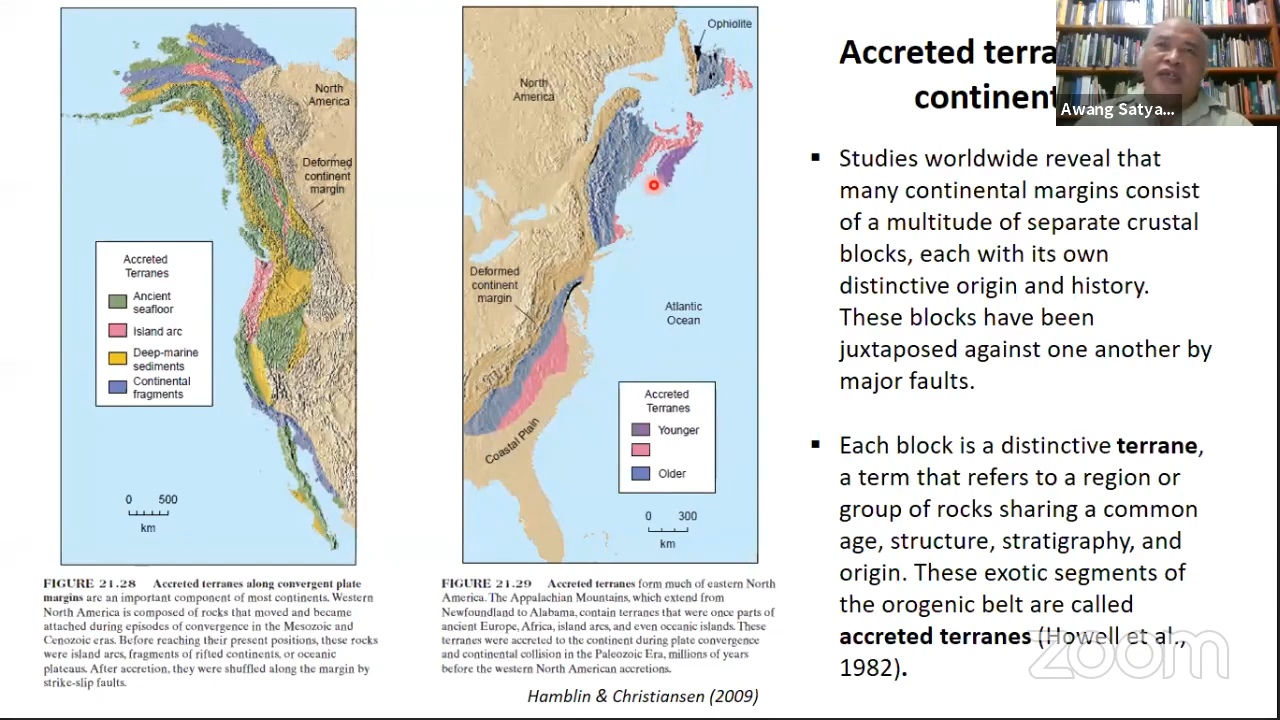 Ophiolite
North
America
Deformed
continent
margin
Accreted
Terranes
Ancient
seafloor
Island arc
Deep-marine
sediments
Continental
fragments
0 500
km
North
America
Deformed
continent
margin
Atlantic
Ocean
Coastal Plain
Accreted
Terranes
Younger
Older
0 300
km
FIGURE 21.28 Accreted terranes along convergent plate
margins are an important component of most continents. Western
North America is composed of rocks that moved and became
attached during episodes of convergence in the Mesozoic and
Cenozoic eras. Before reaching their present positions, these rocks
were island arcs, fragments of rifted continents, or oceanic
plateaus. After accretion, they were shuffled along the margin by
strike-slip faults.
FIGURE 21.29 Accreted terranes form much of eastern North
America. The Appalachian Mountains, which extend from
Newfoundland to Alabama, contain terranes that were once parts of
ancient Europe, Africa, island arcs, and even oceanic islands. These
terranes were accreted to the continent during plate convergence
and continental collision in the Paleozoic Era, millions of years
before the western North American accretions.
Hamblin & Christiansen (2009)
Accreted terra
continent
Awang Satya...
▪ Studies worldwide reveal that
many continental margins consist
of a multitude of separate crustal
blocks, each with its own
distinctive origin and history.
These blocks have been
juxtaposed against one another by
major faults.
▪ Each block is a distinctive terrane,
a term that refers to a region or
group of rocks sharing a common
age, structure, stratigraphy, and
origin. These exotic segments of
the orogenic belt are called
accreted terranes (Howell et al.,
1982).
zoom